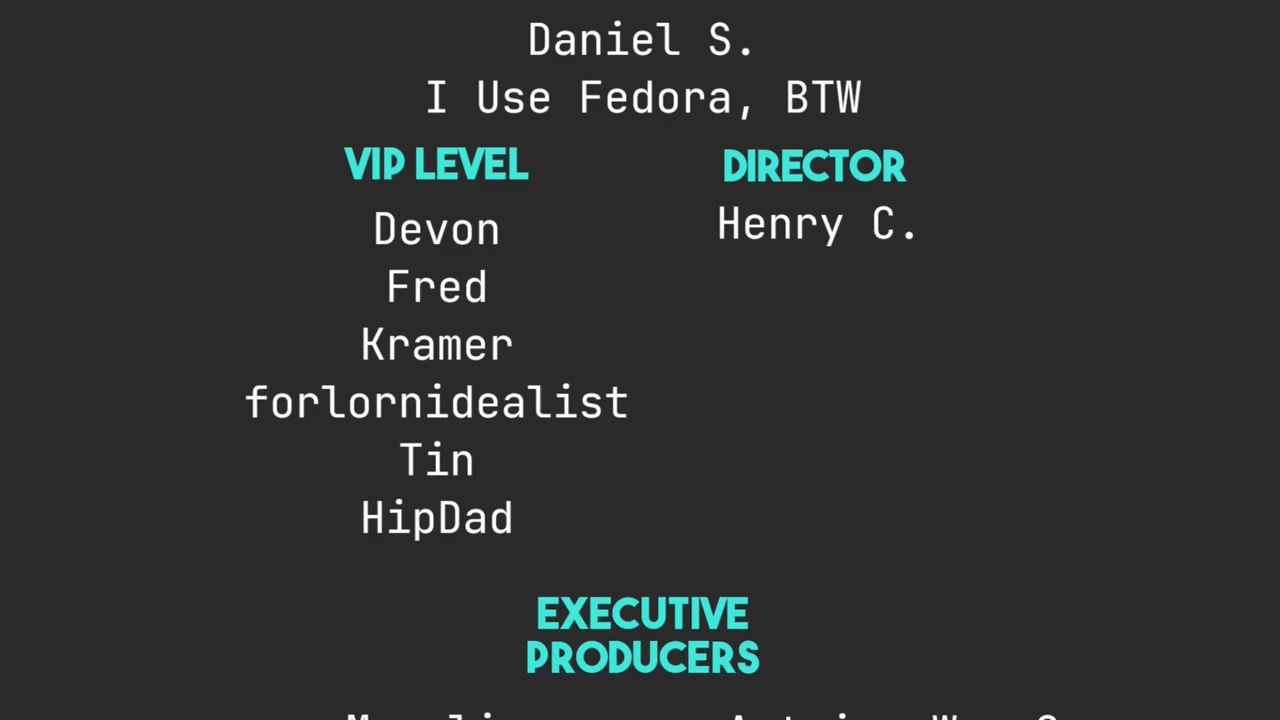 Daniel S.
I Use Fedora, BTW
VIP LEVEL
Devon
Fred
Kramer
forlornidealist
Tin
HipDad
DIRECTOR
Henry C.
EXECUTIVE
PRODUCERS